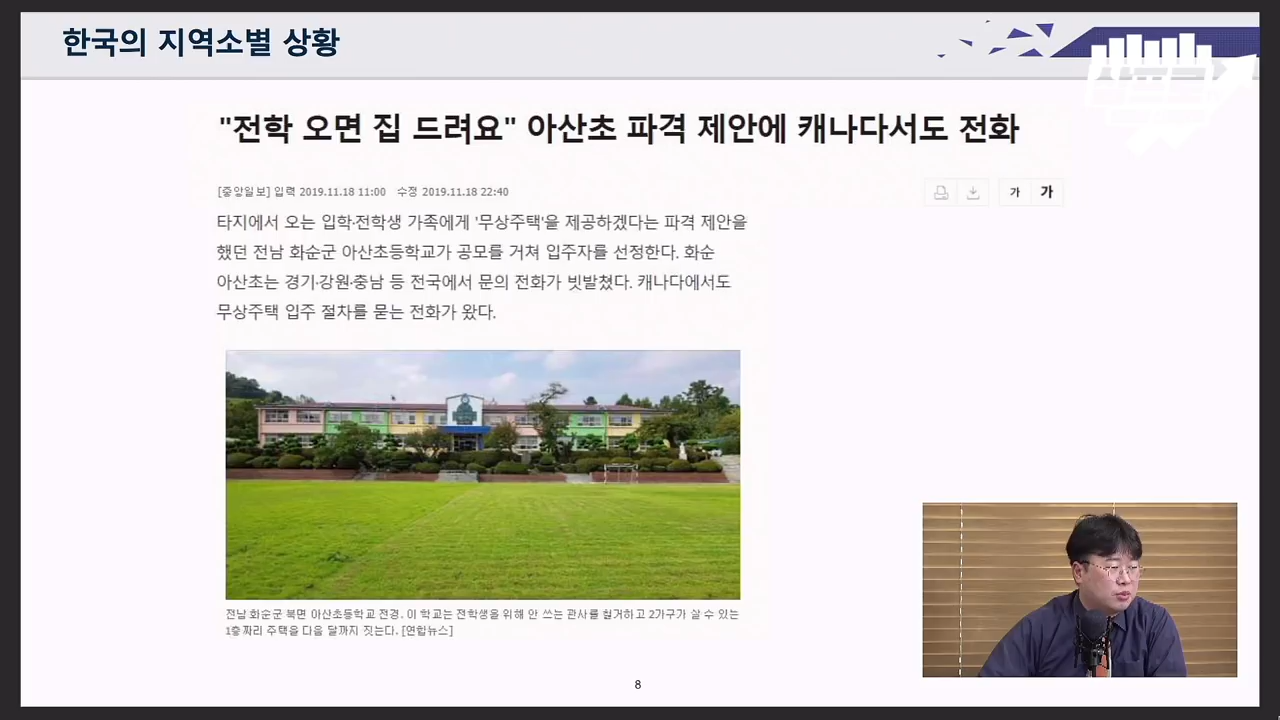 한국의 지역소별 상황
"전학 오면 집 드려요" 아산초 파격 제안에 캐나다서도 전화
[중앙일보] 입력 2019.11.18 11:00 수정 2019.11.18 22:40
가 가
타지에서 오는 입학·전학생 가족에게 '무상주택'을 제공하겠다는 파격 제안을
했던 전남 화순군 아산초등학교가 공모를 거쳐 입주자를 선정한다. 화순
아산초는 경기·강원·충남 등 전국에서 문의 전화가 빗발쳤다. 캐나다에서도
무상주택 입주 절차를 묻는 전화가 왔다.
전남 화순군 북면 아산초등학교 전경. 이 학교는 전학생을 위해 안 쓰는 관사를 헐거하고 2가구가 살 수 있는
1층짜리 주택을 다음 달까지 짓는다. [연합뉴스]
8